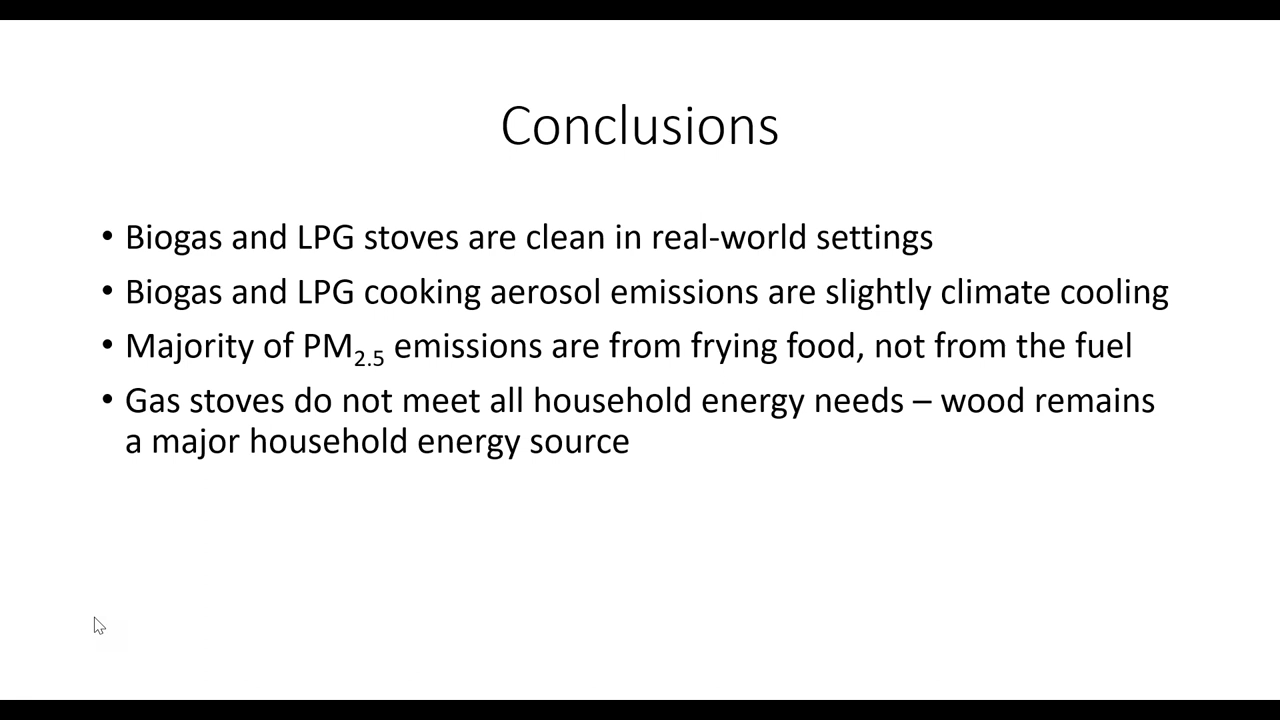 Conclusions
• Biogas and LPG stoves are clean in real-world settings
• Biogas and LPG cooking aerosol emissions are slightly climate cooling
• Majority of PM2.5 emissions are from frying food, not from the fuel
• Gas stoves do not meet all household energy needs – wood remains
a major household energy source